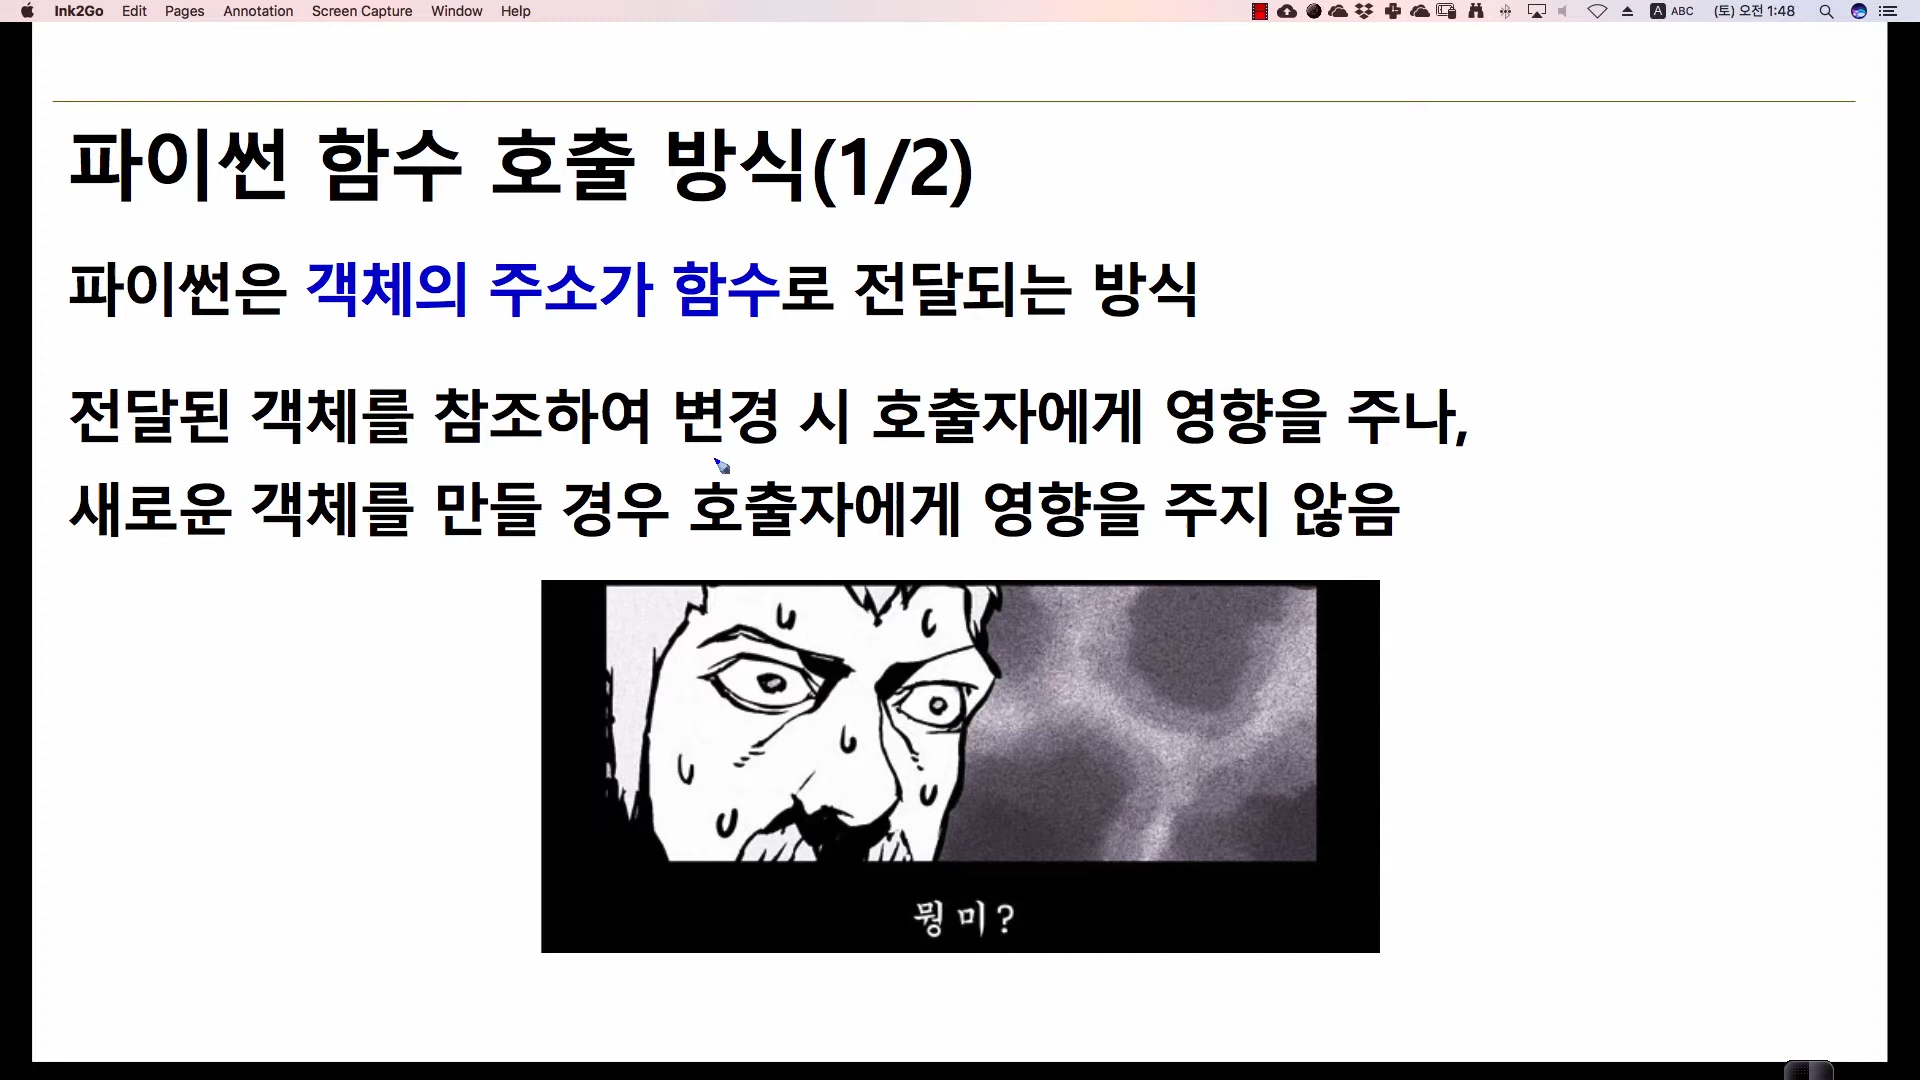 Ink2Go Edit Pages Annotation Screen Capture Window Help A ABC (토) 오전 1:48
파이썬 함수 호출 방식(1/2)
파이썬은 객체의 주소가 함수로 전달되는 방식
전달된 객체를 참조하여 변경 시 호출자에게 영향을 주나,
새로운 객체를 만들 경우 호출자에게 영향을 주지 않음
뭥미?